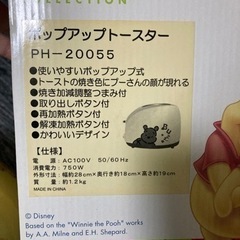 SELECTION
ポップアップトースター
PH－20055
●使いやすいポップアップ式
●トーストの焼き色にプーさんの顔が現れる
●焼き加減調整つまみ付
●取り出しボタン付
●再加熱ボタン付
●解凍加熱ボタン付
●かわいいデザイン
【仕様】
電源：AC100V 50/60Hz
消費電力：750W
外形寸法：幅約28cm×奥行き約18cm×高さ約19cm
質量：約1.2kg
© Disney
Based on the "Winnie the Pooh" works
by A.A. Milne and E.H. Shepard.